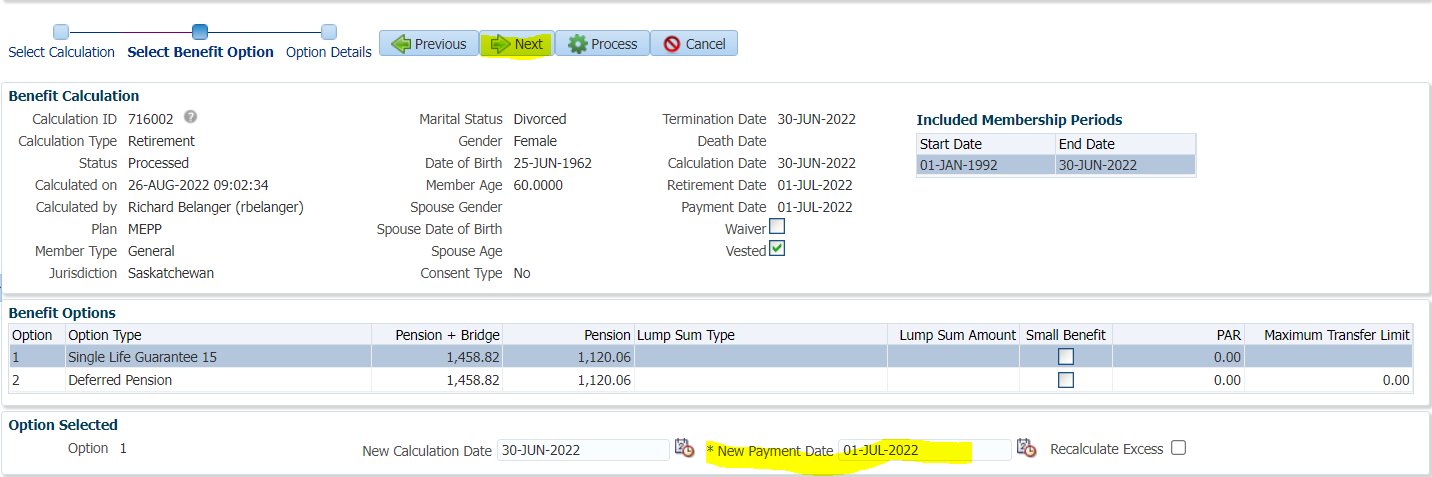 Select Calculation Select Benefit Option Option Details Previous Next Process Cancel
Benefit Calculation
Calculation ID 716002 ? Marital Status Divorced Termination Date 30-JUN-2022 Included Membership Periods
Calculation Type Retirement Gender Female Death Date Start Date End Date
Status Processed Date of Birth 25-JUN-1962 Calculation Date 30-JUN-2022 01-JAN-1992 30-JUN-2022
Calculated on 26-AUG-2022 09:02:34 Member Age 60.0000 Retirement Date 01-JUL-2022
Calculated by Richard Belanger (rbelanger) Spouse Gender Payment Date 01-JUL-2022
Plan MEPP Spouse Date of Birth Waiver
Member Type General Spouse Age Vested
Jurisdiction Saskatchewan Consent Type No
Benefit Options
Option Option Type Pension + Bridge Pension Lump Sum Type Lump Sum Amount Small Benefit PAR Maximum Transfer Limit
1 Single Life Guarantee 15 1,458.82 1,120.06 0.00
2 Deferred Pension 1,458.82 1,120.06 0.00 0.00
Option Selected
Option 1 New Calculation Date 30-JUN-2022 * New Payment Date 01-JUL-2022 Recalculate Excess